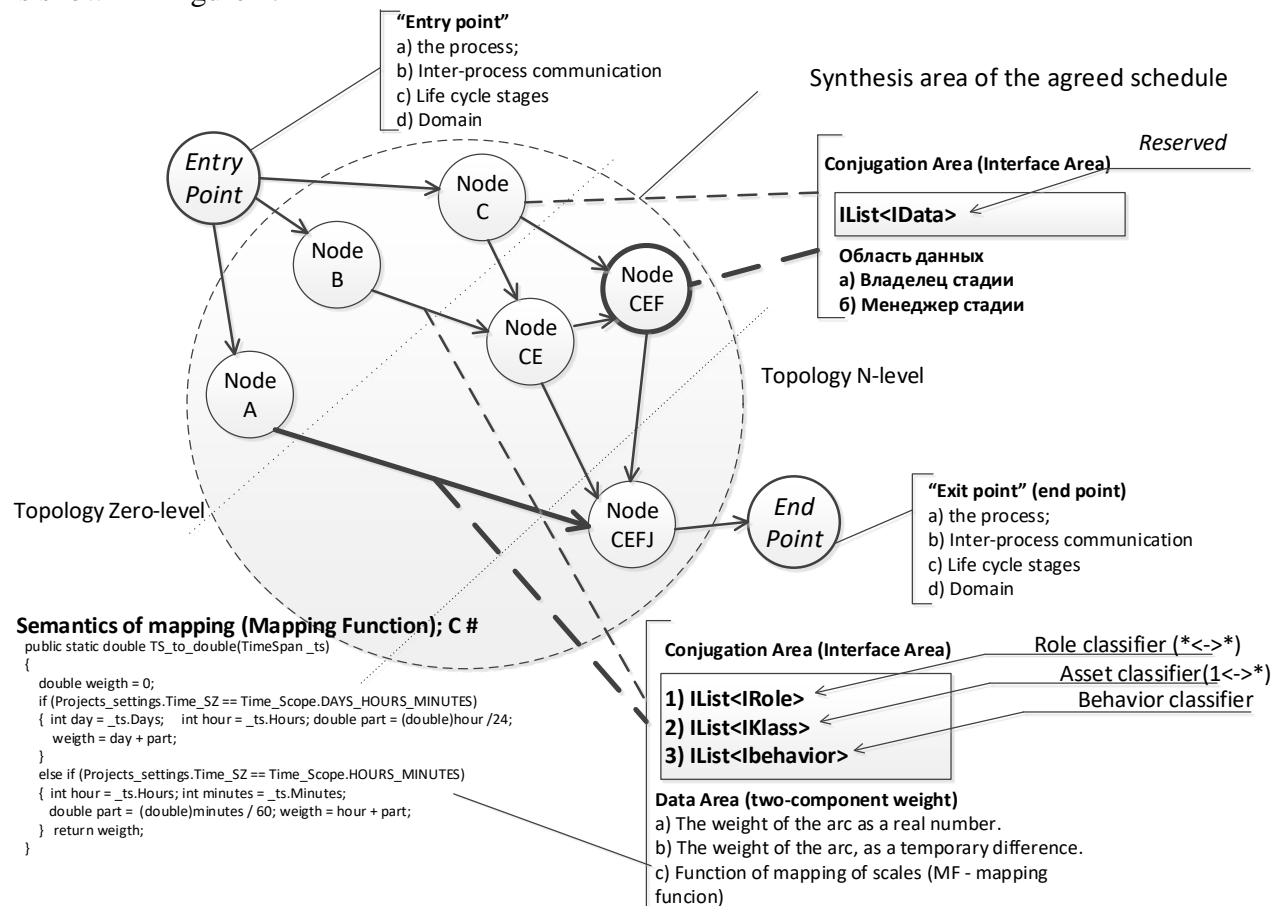 “Entry point”
a) the process;
b) Inter-process communication
c) Life cycle stages
d) Domain
Synthesis area of the agreed schedule
Reserved
Conjugation Area (Interface Area)
IList<IData>
Область данных
а) Владелец стадии
б) Менеджер стадии
Entry
Point
Node
C
Node
B
Node
CEF
Node
CE
Node
A
Topology N-level
Topology Zero-level
Node
CEFJ
End
Point
“Exit point” (end point)
a) the process;
b) Inter-process communication
c) Life cycle stages
d) Domain
Semantics of mapping (Mapping Function); C #
public static double TS_to_double(TimeSpan _ts)
{
double weigth = 0;
if (Projects_settings.Time_SZ == Time_Scope.DAYS_HOURS_MINUTES)
{ int day = _ts.Days; int hour = _ts.Hours; double part = (double)hour /24;
weigth = day + part;
}
else if (Projects_settings.Time_SZ == Time_Scope.HOURS_MINUTES)
{ int hour = _ts.Hours; int minutes = _ts.Minutes;
double part = (double)minutes / 60; weigth = hour + part;
} return weigth;
}
Conjugation Area (Interface Area)
Role classifier (*<->*)
Asset classifier(1<->*)
Behavior classifier
1) IList<IRole>
2) IList<IKlass>
3) IList<Ibehavior>
Data Area (two-component weight)
a) The weight of the arc as a real number.
b) The weight of the arc, as a temporary difference.
c) Function of mapping of scales (MF - mapping
funcion)